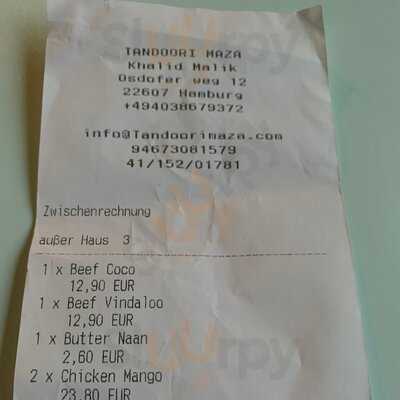 TANDOORI MAZA
Khalid Malik
Osdofer weg 12
22607 Hamburg
+494038679372
info@Tandoorimaza.com
94673081579
41/152/01781
Zwischenrechnung
außer Haus 3
1 x Beef Coco
12,90 EUR
1 x Beef Vindaloo
12,90 EUR
1 x Butter Naan
2,60 EUR
2 x Chicken Mango
23,80 EUR